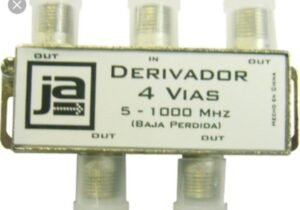 OUT
IN
OUT
ja
DERIVADOR
4 VIAS
5 - 1000 Mhz
(BAJA PERDIDA)
HECHO EN CHINA
OUT
OUT